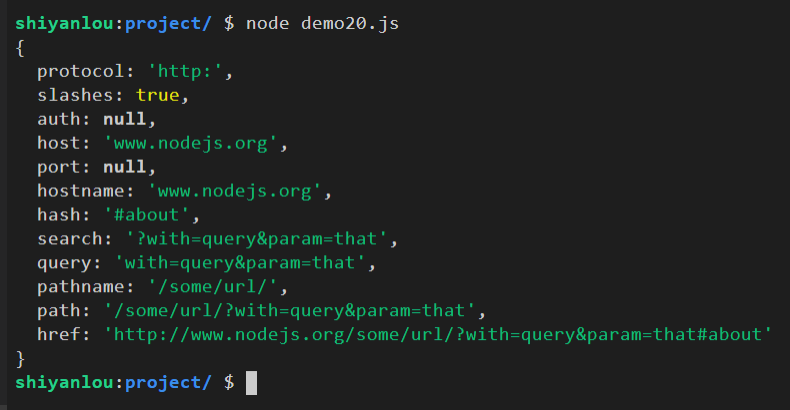 shiyanlou:project/ $ node demo20.js
{
  protocol: 'http:',
  slashes: true,
  auth: null,
  host: 'www.nodejs.org',
  port: null,
  hostname: 'www.nodejs.org',
  hash: '#about',
  search: '?with=query&param=that',
  query: 'with=query&param=that',
  pathname: '/some/url/',
  path: '/some/url/?with=query&param=that',
  href: 'http://www.nodejs.org/some/url/?with=query&param=that#about'
}
shiyanlou:project/ $